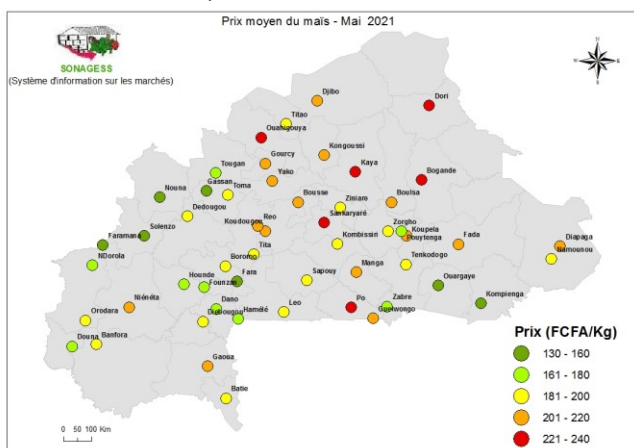 Prix moyen du maïs - Mai 2021
SONAGESS
(Système d'information sur les marchés)
Djibo
Dori
Titao
Ouahigouya
Kongoussi
Gourcy
Tougan
Kaya
Bogande
Yako
Gassan
Nouna
Toma
Bousse
Ziniare
Boulsa
Dedougou
Sankaryaré
Koudougou
Reo
Zorgho
Koupela
Pouytenga
Solenzo
Faramana
Kombissiri
Fada
Diapaga
Namounou
Tita
NDorola
Boromo
Tenkodogo
Manga
Hounde
Founzan
Fara
Sapouy
Ouargaye
Kompienga
Niénéta
Dano
Hamélé
Leo
Po
Zabre
Guelwongo
Orodara
Diebougou
Banfora
Douna
Gaoua
Batie
Prix (FCFA/Kg)
130 - 160
161 - 180
181 - 200
201 - 220
221 - 240
0 50 100 Km